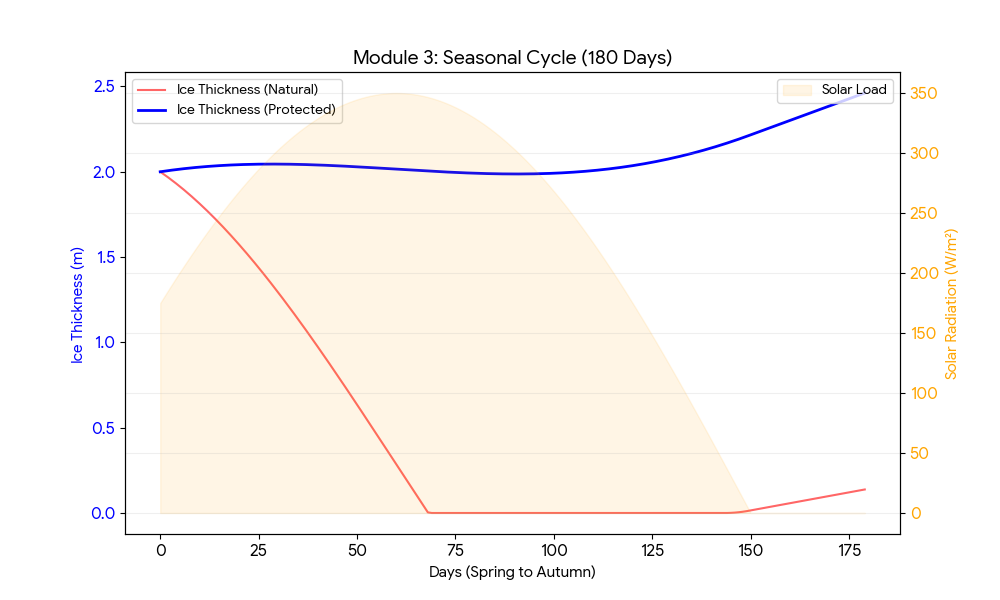 Module 3: Seasonal Cycle (180 Days)
Ice Thickness (Natural)
Ice Thickness (Protected)
Solar Load
Ice Thickness (m)
2.5
2.0
1.5
1.0
0.5
0.0
350
300
250
200
150
100
50
0
Solar Radiation (W/m²)
0 25 50 75 100 125 150 175
Days (Spring to Autumn)